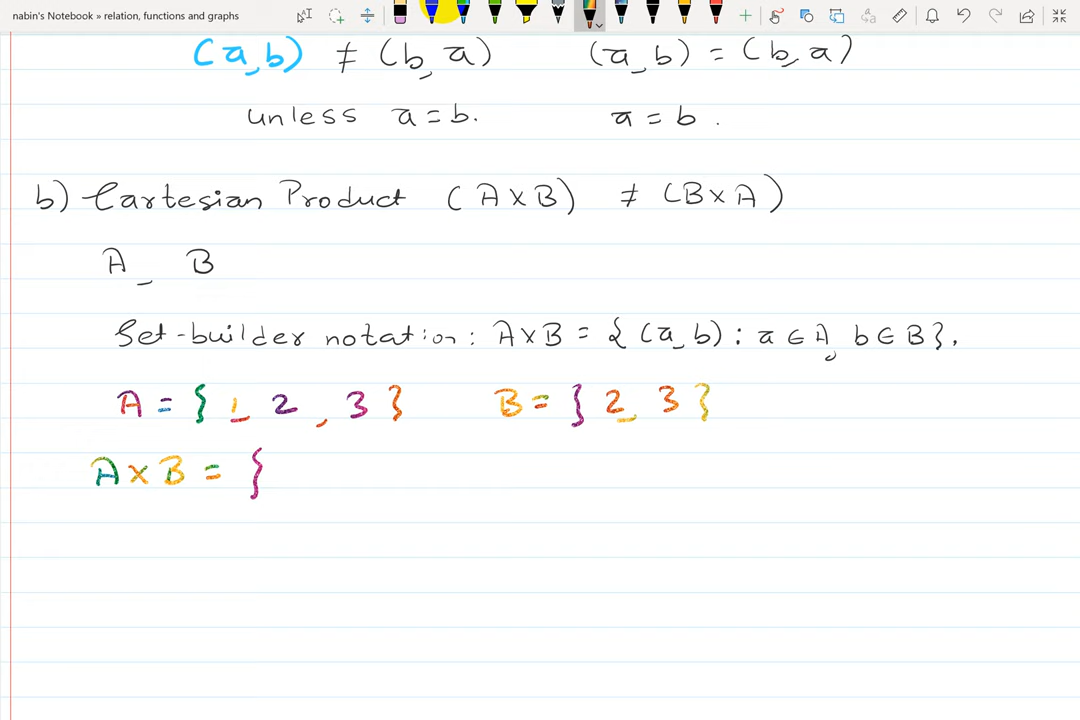 nabin's Notebook » relation, functions and graphs
(a, b) ≠ (b, a) (a, b) = (b, a)
unless a = b. a = b.
b) Cartesian Product (A×B) ≠ (B×A)
A, B
Set-builder notation: A×B = {(a, b) : a ∈ A, b ∈ B}.
A = {1, 2, 3} B = {2, 3}
A×B = {